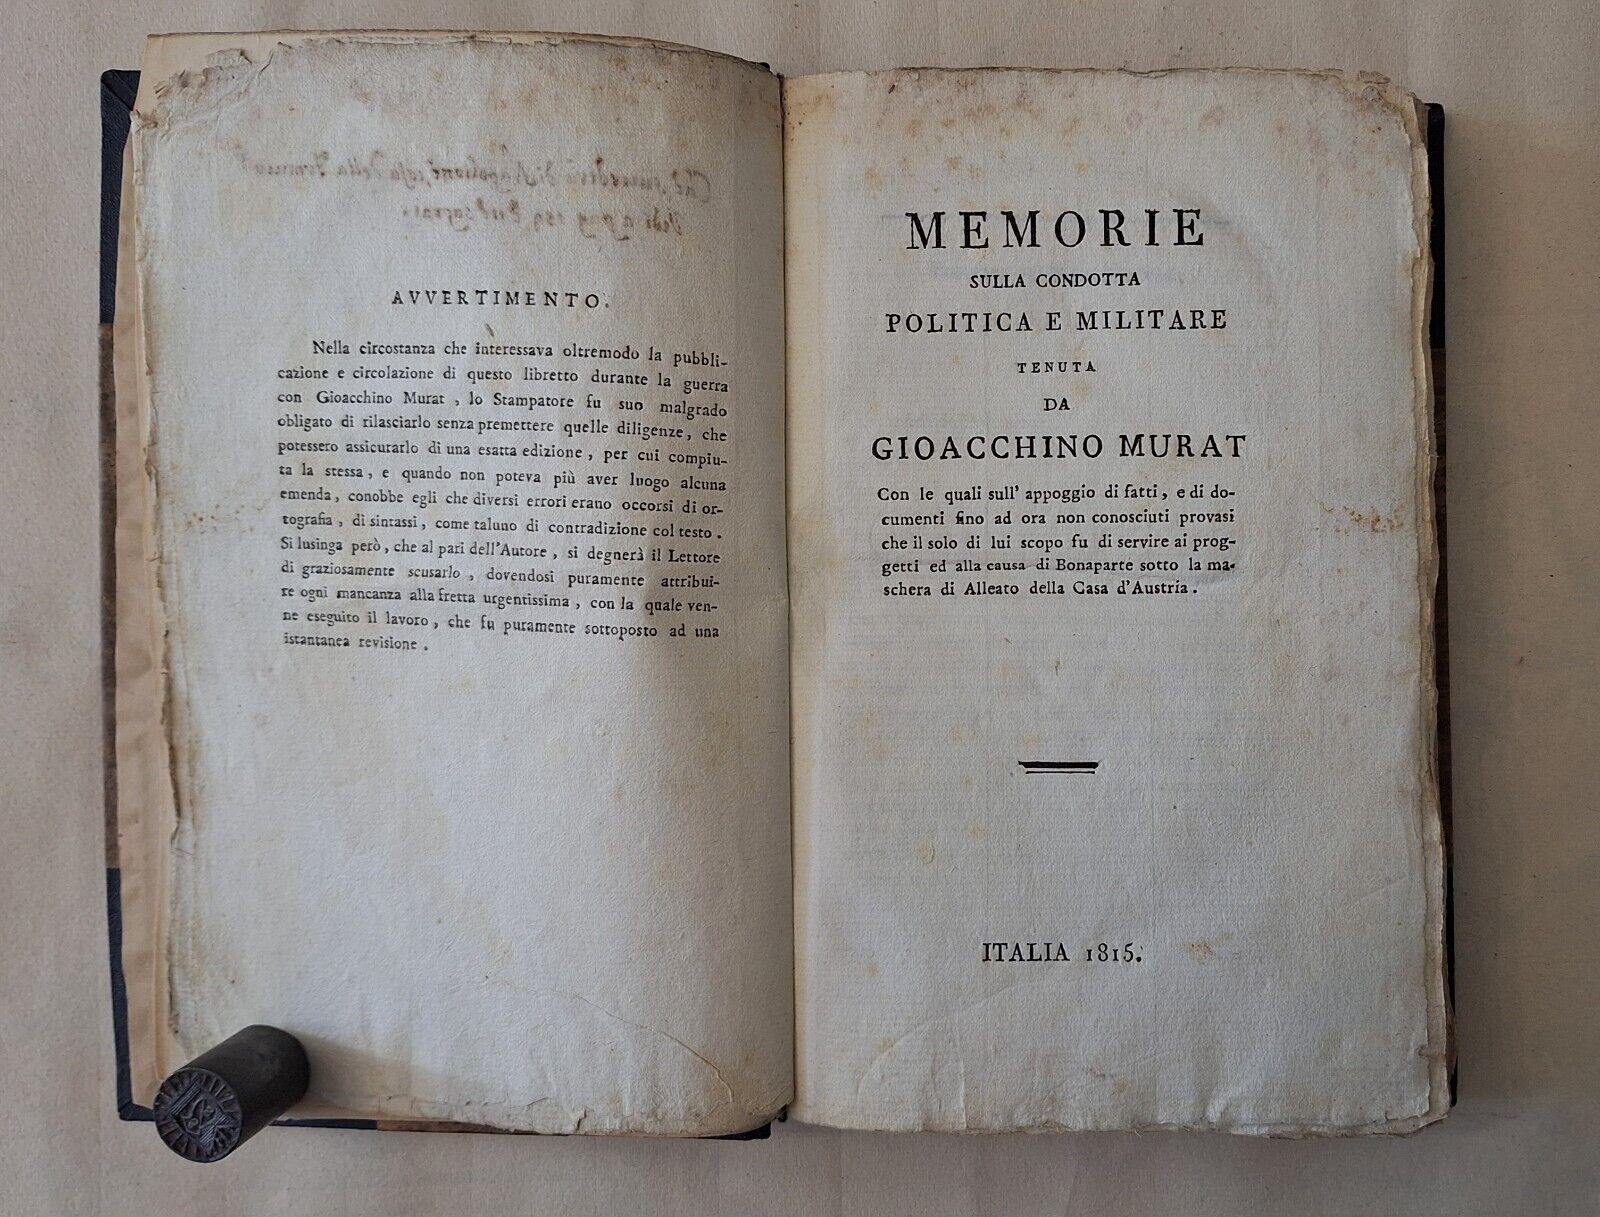 AVVERTIMENTO.
Nella circostanza che interessava oltremodo la pubbli-
cazione e circolazione di questo libretto durante la guerra
con Gioacchino Murat, lo Stampatore fu suo malgrado
obligato di rilasciarlo senza premettere quelle diligenze, che
potessero assicurarlo di una esatta edizione, per cui compiu-
ta la stessa, e quando non poteva più aver luogo alcuna
emenda, conobbe egli che diversi errori erano occorsi di or-
tografia, di sintassi, come taluno di contradizione col testo.
Si lusinga però, che al pari dell'Autore, si degnerà il Lettore
di graziosamente scusarlo, dovendosi puramente attribui-
re ogni mancanza alla fretta urgentissima, con la quale ven-
ne eseguito il lavoro, che fu puramente sottoposto ad una
istantanea revisione.
MEMORIE
SULLA CONDOTTA
POLITICA E MILITARE
TENUTA
DA
GIOACCHINO MURAT
Con le quali sull' appoggio di fatti, e di do-
cumenti fino ad ora non conosciuti provasi
che il solo di lui scopo fu di servire ai prog-
getti ed alla causa di Bonaparte sotto la ma-
schera di Alleato della Casa d'Austria.
ITALIA 1815.